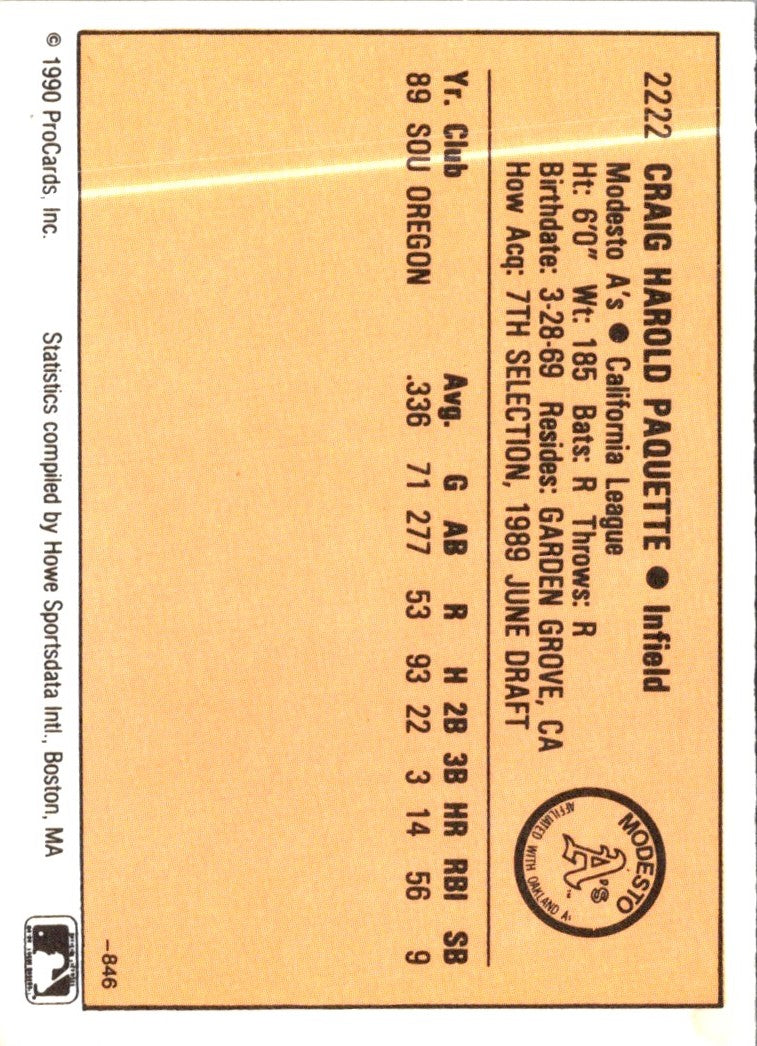 2222 CRAIG HAROLD PAQUETTE ● Infield
Modesto A's ● California League
Ht: 6'0" Wt: 185 Bats: R Throws: R
Birthdate: 3-28-69 Resides: GARDEN GROVE, CA
How Acq: 7TH SELECTION, 1989 JUNE DRAFT
MODESTO
A's
TM
AFFILIATED WITH OAKLAND A's
Yr. Club Avg. G AB R H 2B 3B HR RBI SB
89 SOU OREGON .336 71 277 53 93 22 3 14 56 9
–846
© 1990 ProCards, Inc. Statistics compiled by Howe Sportsdata Intl., Boston, MA